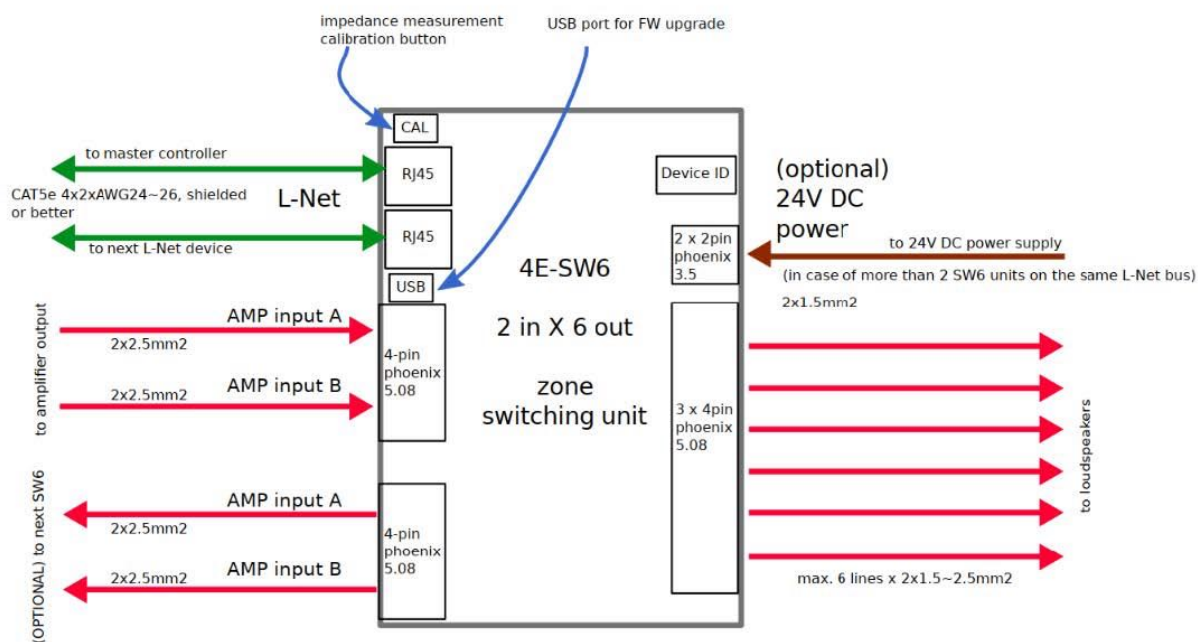 impedance measurement
calibration button
USB port for FW upgrade
CAL
to master controller
RJ45
Device ID
(optional)
24V DC
power
CAT5e 4x2xAWG24~26, shielded
or better
L-Net
RJ45
to next L-Net device
2 x 2pin
phoenix
3.5
to 24V DC power supply
(in case of more than 2 SW6 units on the same L-Net bus)
2x1.5mm2
USB
4E-SW6
2 in X 6 out
zone
switching unit
to amplifier output
AMP input A
2x2.5mm2
AMP input B
2x2.5mm2
4-pin
phoenix
5.08
3 x 4pin
phoenix
5.08
to loudspeakers
max. 6 lines x 2x1.5~2.5mm2
(OPTIONAL) to next SW6
AMP input A
2x2.5mm2
AMP input B
2x2.5mm2
4-pin
phoenix
5.08